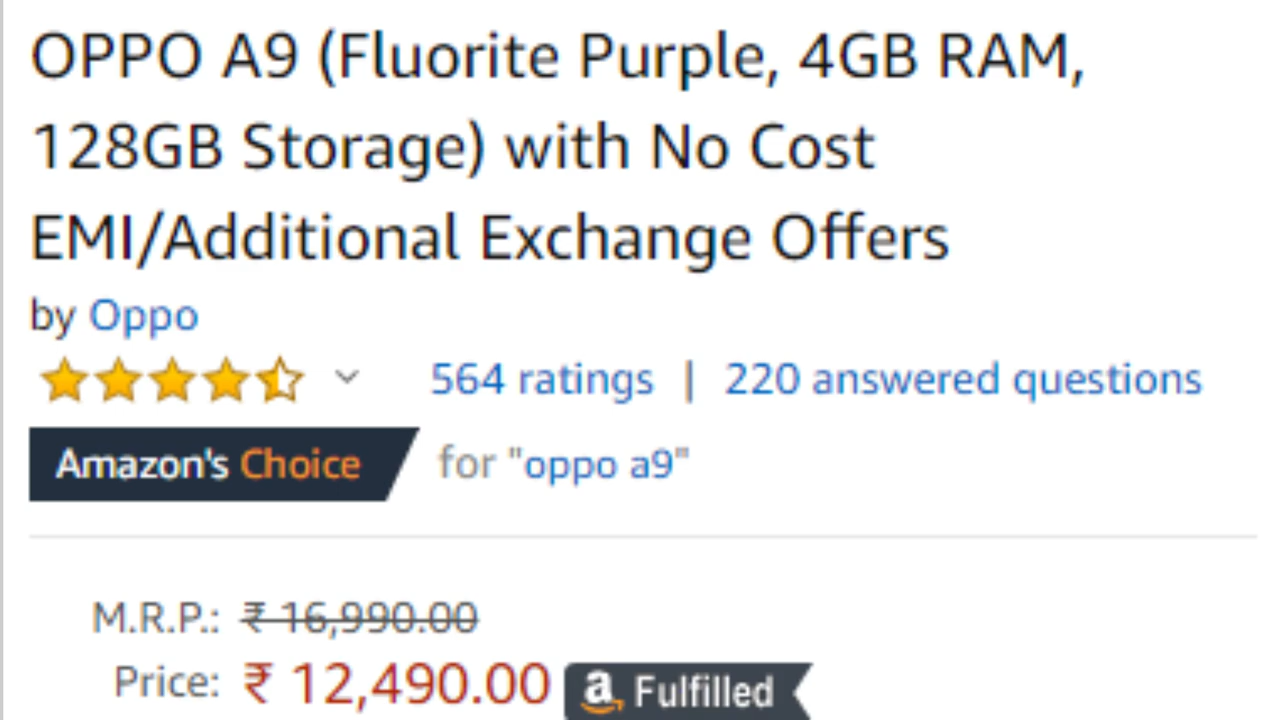 OPPO A9 (Fluorite Purple, 4GB RAM,
128GB Storage) with No Cost
EMI/Additional Exchange Offers
by Oppo
564 ratings | 220 answered questions
Amazon's Choice for "oppo a9"
M.R.P.: ₹ 16,990.00
Price: ₹ 12,490.00 a Fulfilled